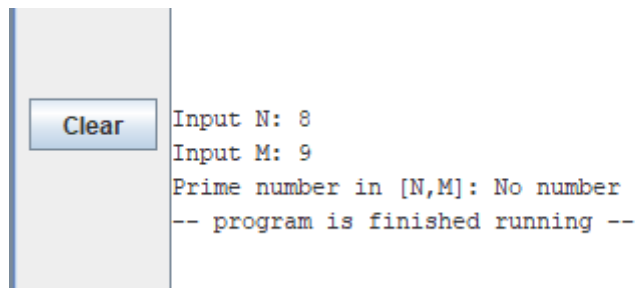 Clear
Input N: 8
Input M: 9
Prime number in [N,M]: No number
-- program is finished running --